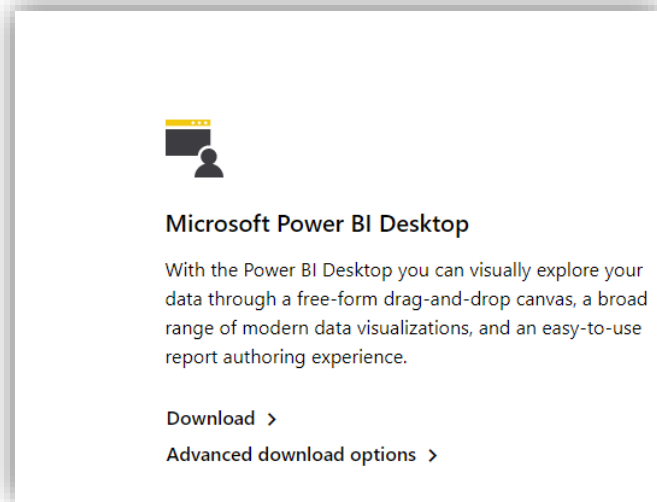 Microsoft Power BI Desktop
With the Power BI Desktop you can visually explore your
data through a free-form drag-and-drop canvas, a broad
range of modern data visualizations, and an easy-to-use
report authoring experience.
Download >
Advanced download options >